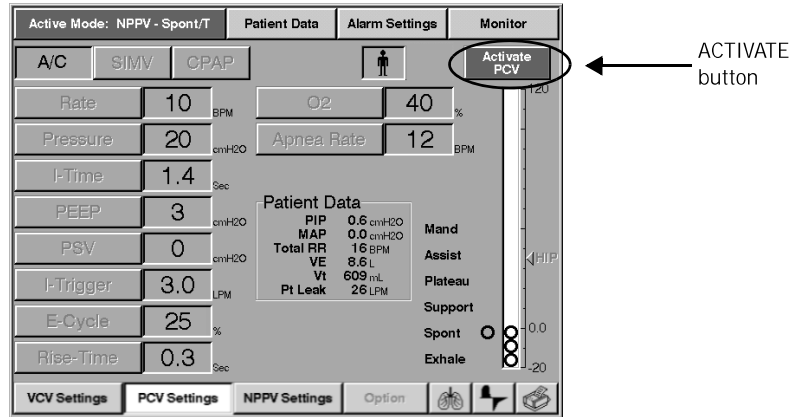 Active Mode: NPPV - Spont/T Patient Data Alarm Settings Monitor
A/C SIMV CPAP Activate PCV
ACTIVATE button
Rate 10 BPM O2 40 % 120
Pressure 20 cmH2O Apnea Rate 12 BPM
I-Time 1.4 Sec
PEEP 3 cmH2O
PSV 0 cmH2O
I-Trigger 3.0 LPM
E-Cycle 25 %
Rise-Time 0.3 Sec
Patient Data
PIP 0.6 cmH2O
MAP 0.0 cmH2O
Total RR 16 BPM
VE 8.6 L
Vt 609 mL
Pt Leak 26 LPM
Mand
Assist HIP
Plateau
Support
Spont 0.0
Exhale -20
VCV Settings PCV Settings NPPV Settings Option